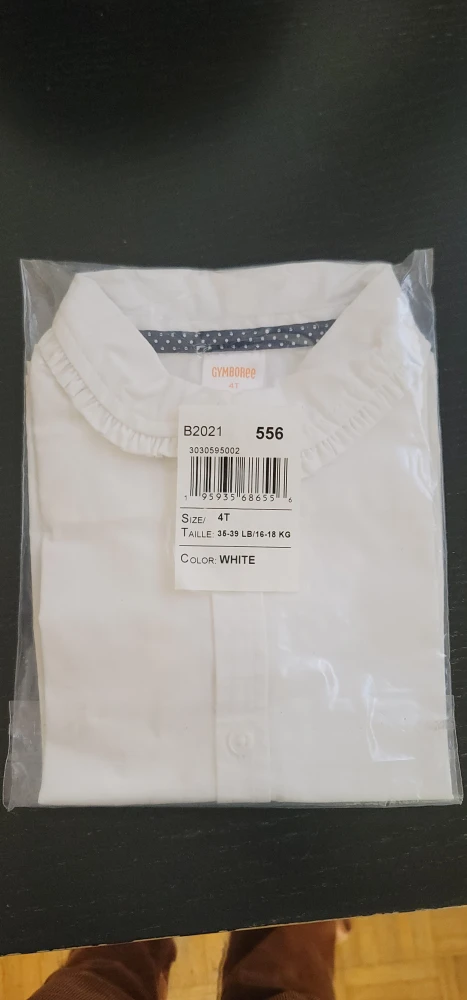 GYMBOREE
4T
B2021 556
3030595002
1 95935 68655 6
SIZE/ 4T
TAILLE: 35-39 LB/16-18 KG
COLOR: WHITE